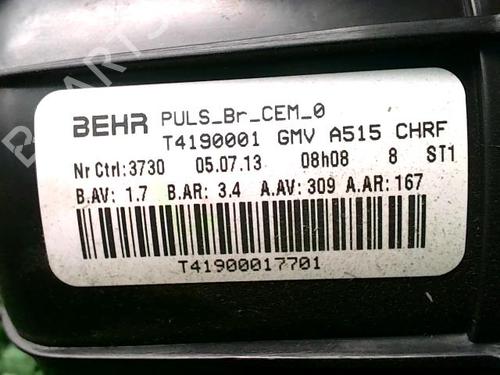 BEHR PULS_Br_CEM_0
T4190001 GMV A515 CHRF
Nr Ctrl:3730 05.07.13 08h08 8 ST1
B.AV: 1.7 B.AR: 3.4 A.AV: 309 A.AR: 167
T41900017701